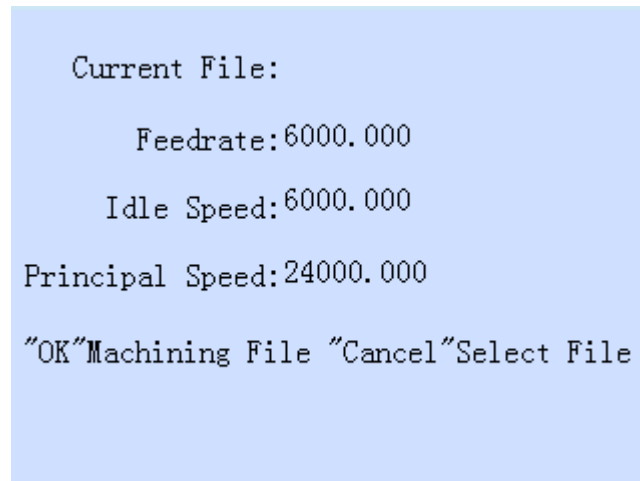 Current File:
Feedrate:6000.000
Idle Speed:6000.000
Principal Speed:24000.000
"OK"Machining File "Cancel"Select File